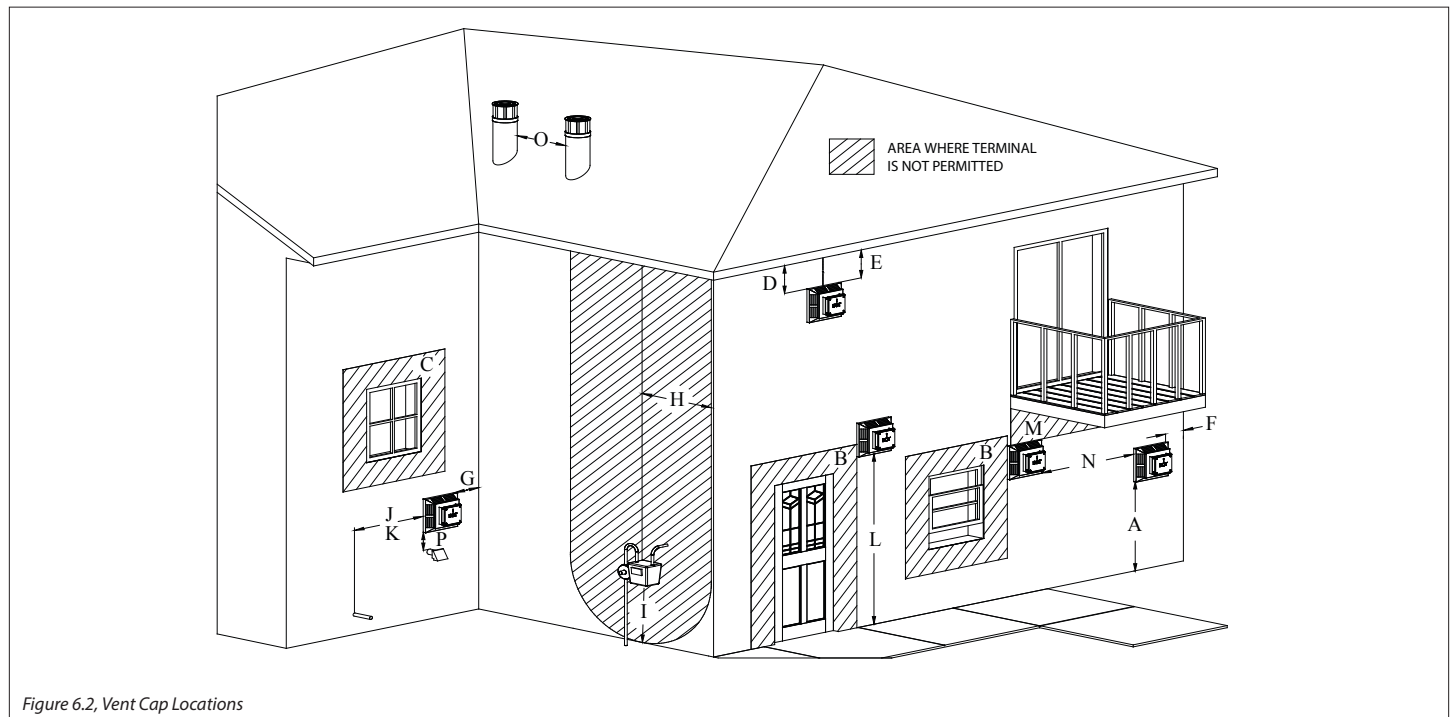 O
AREA WHERE TERMINAL
IS NOT PERMITTED
D
E
C
H
F
M
B
B
N
G
J
K
P
L
A
I
Figure 6.2, Vent Cap Locations